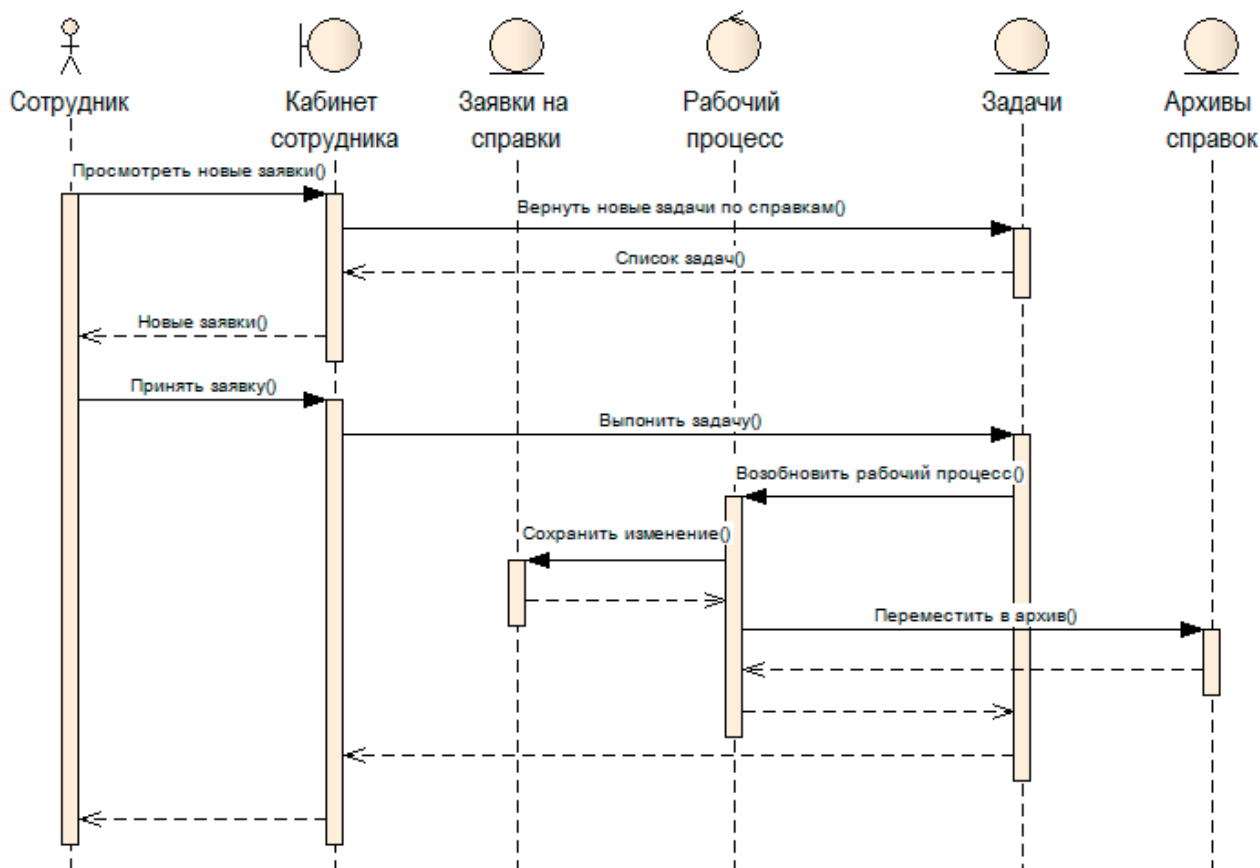 Сотрудник
Кабинет
сотрудника
Заявки на
справки
Рабочий
процесс
Задачи
Архивы
справок
Просмотреть новые заявки()
Вернуть новые задачи по справкам()
Список задач()
Новые заявки()
Принять заявку()
Выпонить задачу()
Возобновить рабочий процесс()
Сохранить изменение()
Переместить в архив()